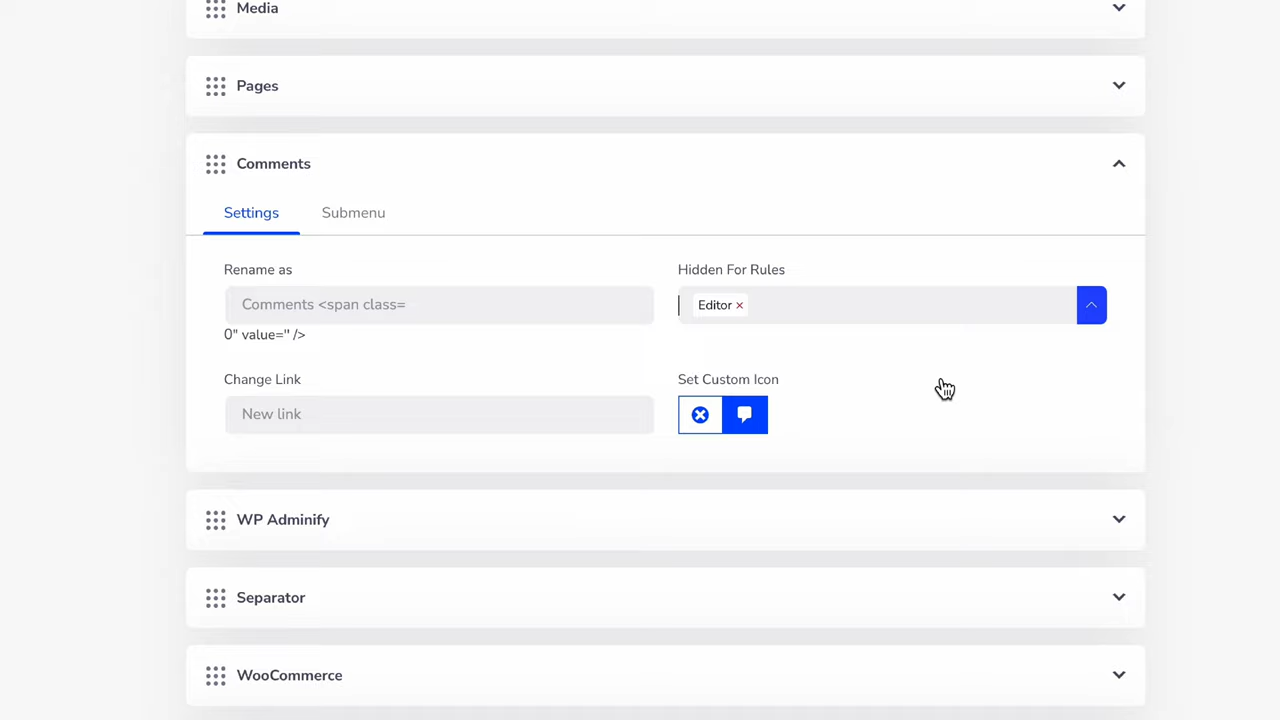 Media
Pages
Comments
Settings Submenu
Rename as
Comments <span class=
0" value='' />
Hidden For Rules
Editor ×
Change Link
New link
Set Custom Icon
WP Adminify
Separator
WooCommerce